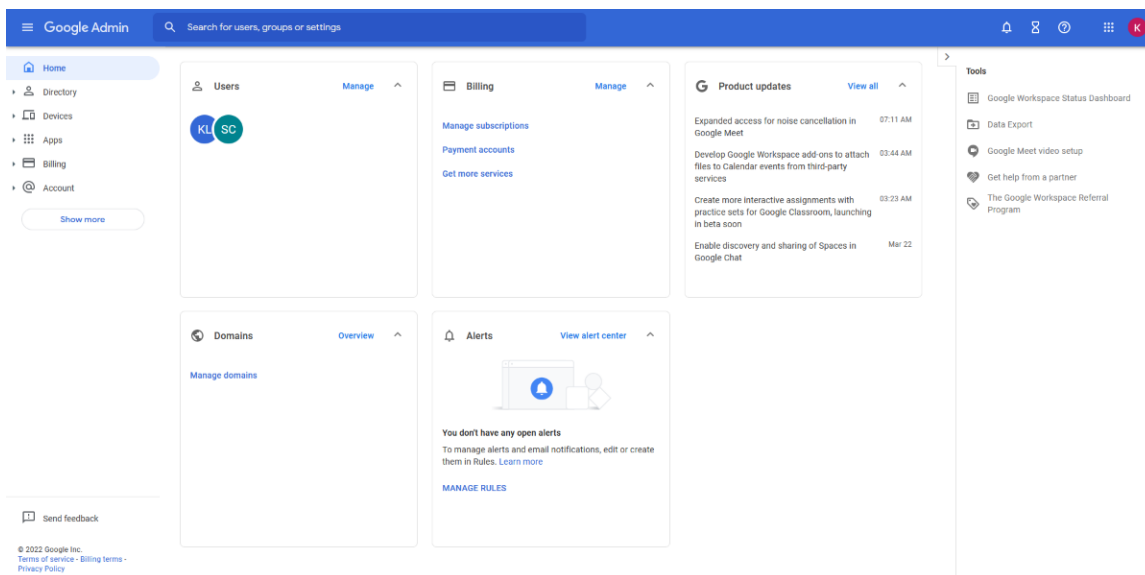 Google Admin
Search for users, groups or settings
K
Home
Directory
Devices
Apps
Billing
Account
Show more
Send feedback
© 2022 Google Inc.
Terms of service - Billing terms -
Privacy Policy
Users
Manage
KL
SC
Billing
Manage
Manage subscriptions
Payment accounts
Get more services
G Product updates
View all
Expanded access for noise cancellation in
Google Meet
07:11 AM
Develop Google Workspace add-ons to attach
files to Calendar events from third-party
services
03:44 AM
Create more interactive assignments with
practice sets for Google Classroom, launching
in beta soon
03:23 AM
Enable discovery and sharing of Spaces in
Google Chat
Mar 22
Domains
Overview
Manage domains
Alerts
View alert center
You don't have any open alerts
To manage alerts and email notifications, edit or create
them in Rules. Learn more
MANAGE RULES
Tools
Google Workspace Status Dashboard
Data Export
Google Meet video setup
Get help from a partner
The Google Workspace Referral
Program